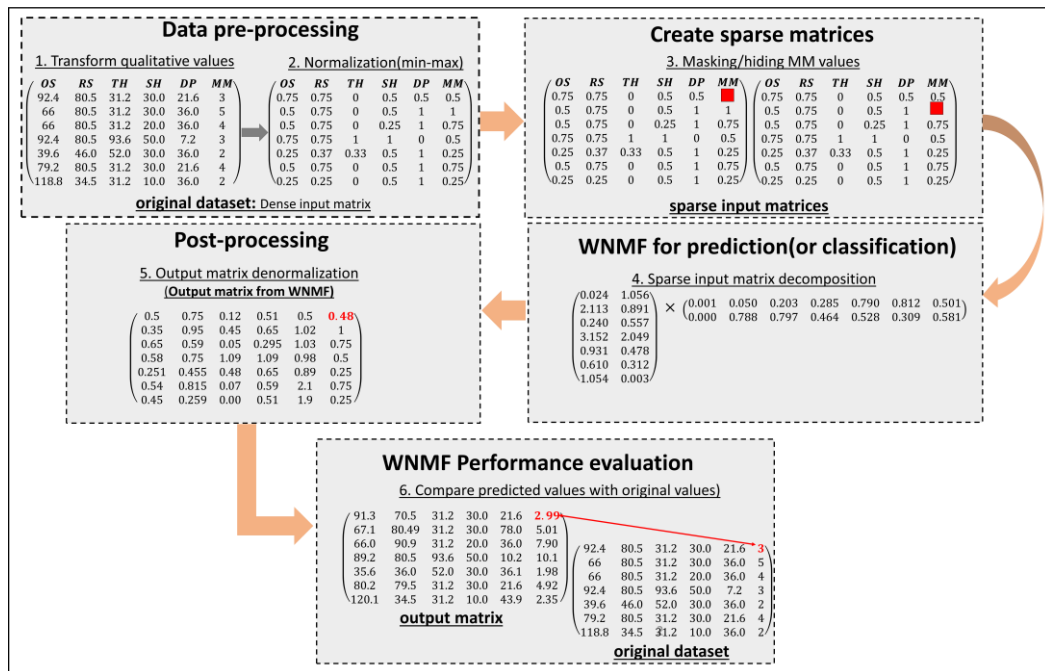 Data pre-processing
1. Transform qualitative values
OS RS TH SH DP MM
92.4 80.5 31.2 30.0 21.6 3
66 80.5 31.2 30.0 36.0 5
66 80.5 31.2 20.0 36.0 4
92.4 80.5 93.6 50.0 7.2 3
39.6 46.0 52.0 30.0 36.0 2
79.2 80.5 31.2 30.0 21.6 4
118.8 34.5 31.2 10.0 36.0 2
2. Normalization(min-max)
OS RS TH SH DP MM
0.75 0.75 0 0.5 0.5 0.5
0.5 0.75 0 0.5 1 1
0.5 0.75 0 0.25 1 0.75
0.75 0.75 1 1 0 0.5
0.25 0.37 0.33 0.5 1 0.25
0.5 0.75 0 0.5 1 0.75
0.25 0.25 0 0.5 1 0.25
original dataset: Dense input matrix
Create sparse matrices
3. Masking/hiding MM values
OS RS TH SH DP MM
0.75 0.75 0 0.5 0.5
0.5 0.75 0 0.5 1 1
0.5 0.75 0 0.25 1 0.75
0.75 0.75 1 1 0 0.5
0.25 0.37 0.33 0.5 1 0.25
0.5 0.75 0 0.5 1 0.75
0.25 0.25 0 0.5 1 0.25
OS RS TH SH DP MM
0.75 0.75 0 0.5 0.5 0.5
0.5 0.75 0 0.5 1
0.5 0.75 0 0.25 1 0.75
0.75 0.75 1 1 0 0.5
0.25 0.37 0.33 0.5 1 0.25
0.5 0.75 0 0.5 1 0.75
0.25 0.25 0 0.5 1 0.25
sparse input matrices
WNMF for prediction(or classification)
4. Sparse input matrix decomposition
0.024 1.056
2.113 0.891
0.240 0.557
3.152 2.049
0.931 0.478
0.610 0.312
1.054 0.003
×
0.001 0.050 0.203 0.285 0.790 0.812 0.501
0.000 0.788 0.797 0.464 0.528 0.309 0.581
Post-processing
5. Output matrix denormalization
(Output matrix from WNMF)
0.5 0.75 0.12 0.51 0.5 0.48
0.35 0.95 0.45 0.65 1.02 1
0.65 0.59 0.05 0.295 1.03 0.75
0.58 0.75 1.09 1.09 0.98 0.5
0.251 0.455 0.48 0.65 0.89 0.25
0.54 0.815 0.07 0.59 2.1 0.75
0.45 0.259 0.00 0.51 1.9 0.25
WNMF Performance evaluation
6. Compare predicted values with original values)
91.3 70.5 31.2 30.0 21.6 2.99
67.1 80.49 31.2 30.0 78.0 5.01
66.0 90.9 31.2 20.0 36.0 7.90
89.2 80.5 93.6 50.0 10.2 10.1
35.6 36.0 52.0 30.0 36.1 1.98
80.2 79.5 31.2 30.0 21.6 4.92
120.1 34.5 31.2 10.0 43.9 2.35
output matrix
92.4 80.5 31.2 30.0 21.6 3
66 80.5 31.2 30.0 36.0 5
66 80.5 31.2 20.0 36.0 4
92.4 80.5 93.6 50.0 7.2 3
39.6 46.0 52.0 30.0 36.0 2
79.2 80.5 31.2 30.0 21.6 4
118.8 34.5 31.2 10.0 36.0 2
original dataset